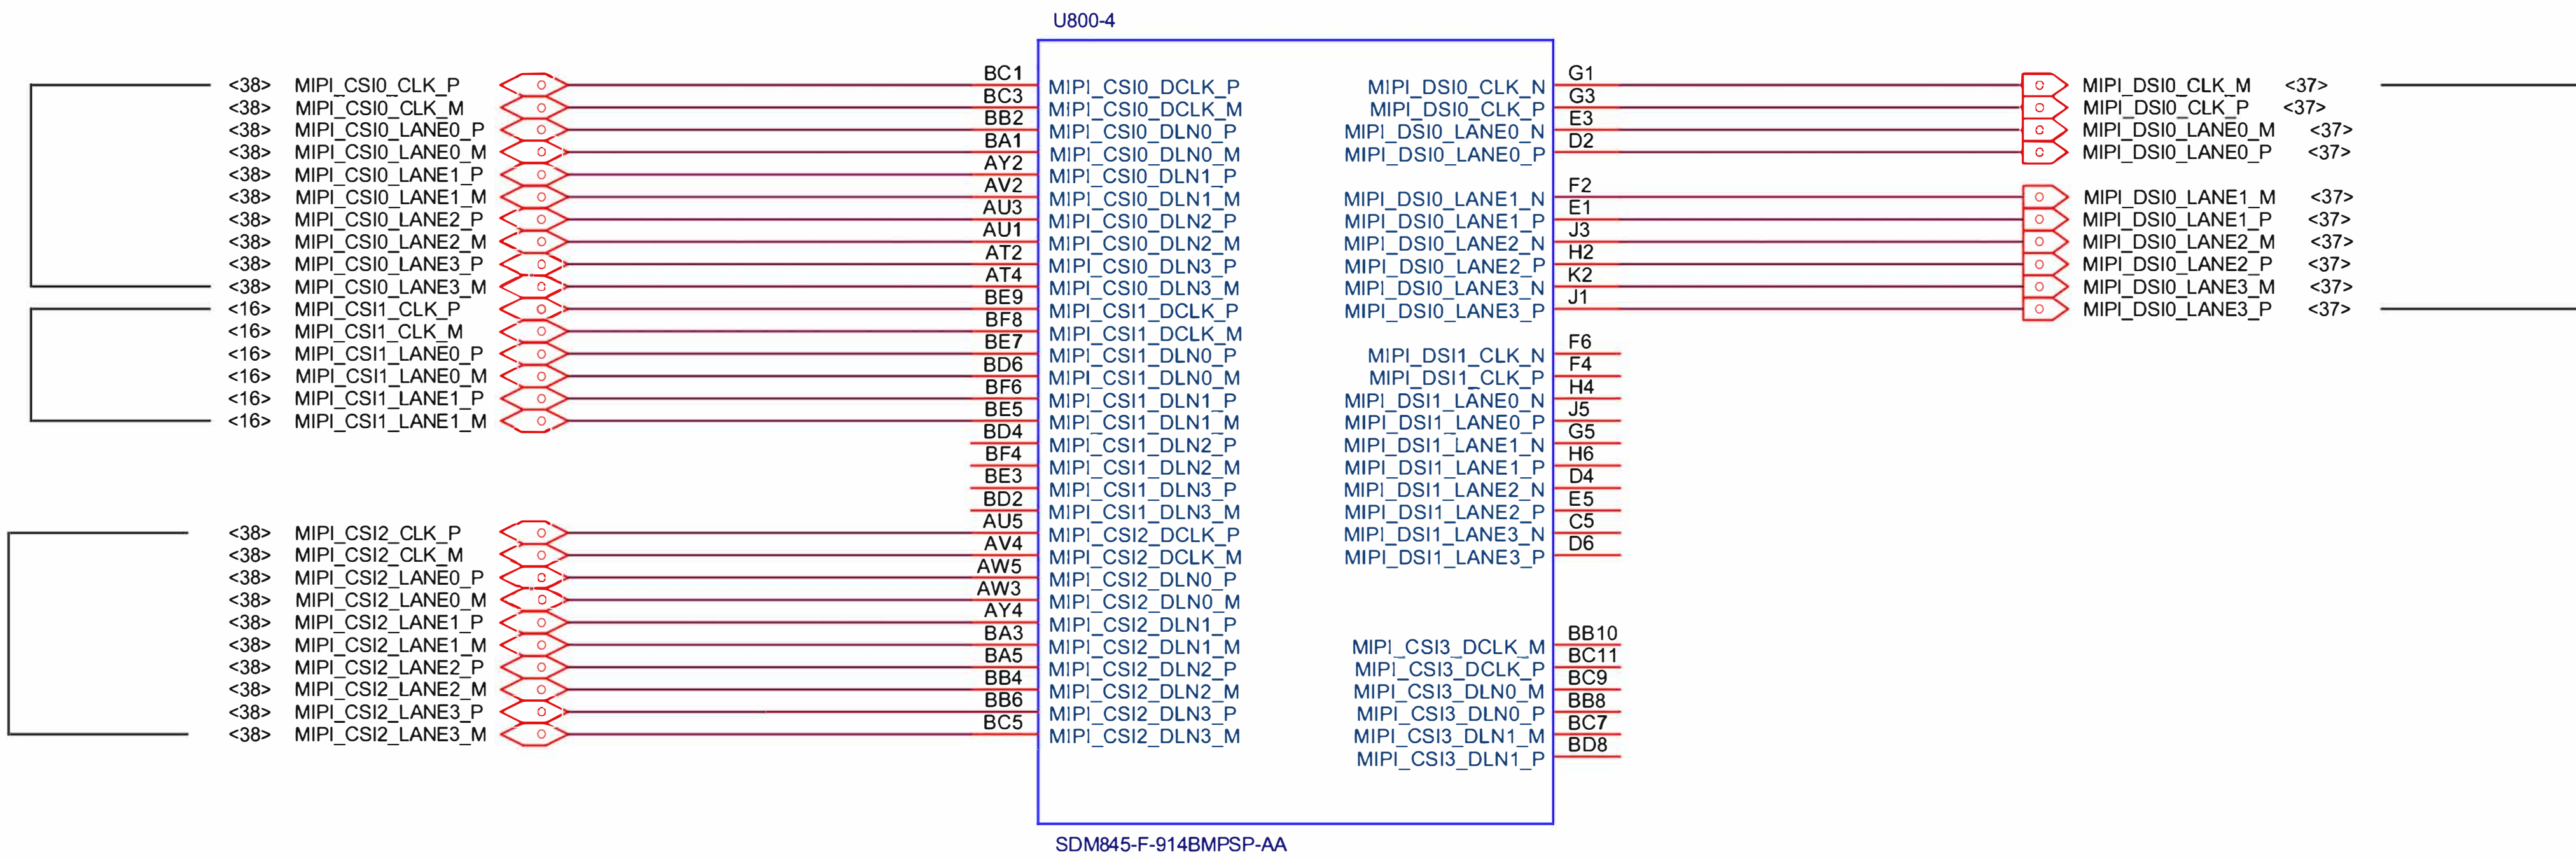 U800-4
<38> MIPI_CSI0_CLK_P BC1 MIPI_CSI0_DCLK_P MIPI_DSI0_CLK_N G1 MIPI_DSI0_CLK_M <37>
<38> MIPI_CSI0_CLK_M BC3 MIPI_CSI0_DCLK_M MIPI_DSI0_CLK_P G3 MIPI_DSI0_CLK_P <37>
<38> MIPI_CSI0_LANE0_P BB2 MIPI_CSI0_DLN0_P MIPI_DSI0_LANE0_N E3 MIPI_DSI0_LANE0_M <37>
<38> MIPI_CSI0_LANE0_M BA1 MIPI_CSI0_DLN0_M MIPI_DSI0_LANE0_P D2 MIPI_DSI0_LANE0_P <37>
<38> MIPI_CSI0_LANE1_P AY2 MIPI_CSI0_DLN1_P
<38> MIPI_CSI0_LANE1_M AV2 MIPI_CSI0_DLN1_M MIPI_DSI0_LANE1_N F2 MIPI_DSI0_LANE1_M <37>
<38> MIPI_CSI0_LANE2_P AU3 MIPI_CSI0_DLN2_P MIPI_DSI0_LANE1_P E1 MIPI_DSI0_LANE1_P <37>
<38> MIPI_CSI0_LANE2_M AU1 MIPI_CSI0_DLN2_M MIPI_DSI0_LANE2_N J3 MIPI_DSI0_LANE2_M <37>
<38> MIPI_CSI0_LANE3_P AT2 MIPI_CSI0_DLN3_P MIPI_DSI0_LANE2_P H2 MIPI_DSI0_LANE2_P <37>
<38> MIPI_CSI0_LANE3_M AT4 MIPI_CSI0_DLN3_M MIPI_DSI0_LANE3_N K2 MIPI_DSI0_LANE3_M <37>
<16> MIPI_CSI1_CLK_P BE9 MIPI_CSI1_DCLK_P MIPI_DSI0_LANE3_P J1 MIPI_DSI0_LANE3_P <37>
<16> MIPI_CSI1_CLK_M BF8 MIPI_CSI1_DCLK_M
<16> MIPI_CSI1_LANE0_P BE7 MIPI_CSI1_DLN0_P MIPI_DSI1_CLK_N F6
<16> MIPI_CSI1_LANE0_M BD6 MIPI_CSI1_DLN0_M MIPI_DSI1_CLK_P F4
<16> MIPI_CSI1_LANE1_P BF6 MIPI_CSI1_DLN1_P MIPI_DSI1_LANE0_N H4
<16> MIPI_CSI1_LANE1_M BE5 MIPI_CSI1_DLN1_M MIPI_DSI1_LANE0_P J5
BD4 MIPI_CSI1_DLN2_P MIPI_DSI1_LANE1_N G5
BF4 MIPI_CSI1_DLN2_M MIPI_DSI1_LANE1_P H6
BE3 MIPI_CSI1_DLN3_P MIPI_DSI1_LANE2_N D4
BD2 MIPI_CSI1_DLN3_M MIPI_DSI1_LANE2_P E5
<38> MIPI_CSI2_CLK_P AU5 MIPI_CSI2_DCLK_P MIPI_DSI1_LANE3_N C5
<38> MIPI_CSI2_CLK_M AV4 MIPI_CSI2_DCLK_M MIPI_DSI1_LANE3_P D6
<38> MIPI_CSI2_LANE0_P AW5 MIPI_CSI2_DLN0_P
<38> MIPI_CSI2_LANE0_M AW3 MIPI_CSI2_DLN0_M
<38> MIPI_CSI2_LANE1_P AY4 MIPI_CSI2_DLN1_P
<38> MIPI_CSI2_LANE1_M BA3 MIPI_CSI2_DLN1_M MIPI_CSI3_DCLK_M BB10
<38> MIPI_CSI2_LANE2_P BA5 MIPI_CSI2_DLN2_P MIPI_CSI3_DCLK_P BC11
<38> MIPI_CSI2_LANE2_M BB4 MIPI_CSI2_DLN2_M MIPI_CSI3_DLN0_M BC9
<38> MIPI_CSI2_LANE3_P BB6 MIPI_CSI2_DLN3_P MIPI_CSI3_DLN0_P BB8
<38> MIPI_CSI2_LANE3_M BC5 MIPI_CSI2_DLN3_M MIPI_CSI3_DLN1_M BC7
MIPI_CSI3_DLN1_P BD8
SDM845-F-914BMPSP-AA